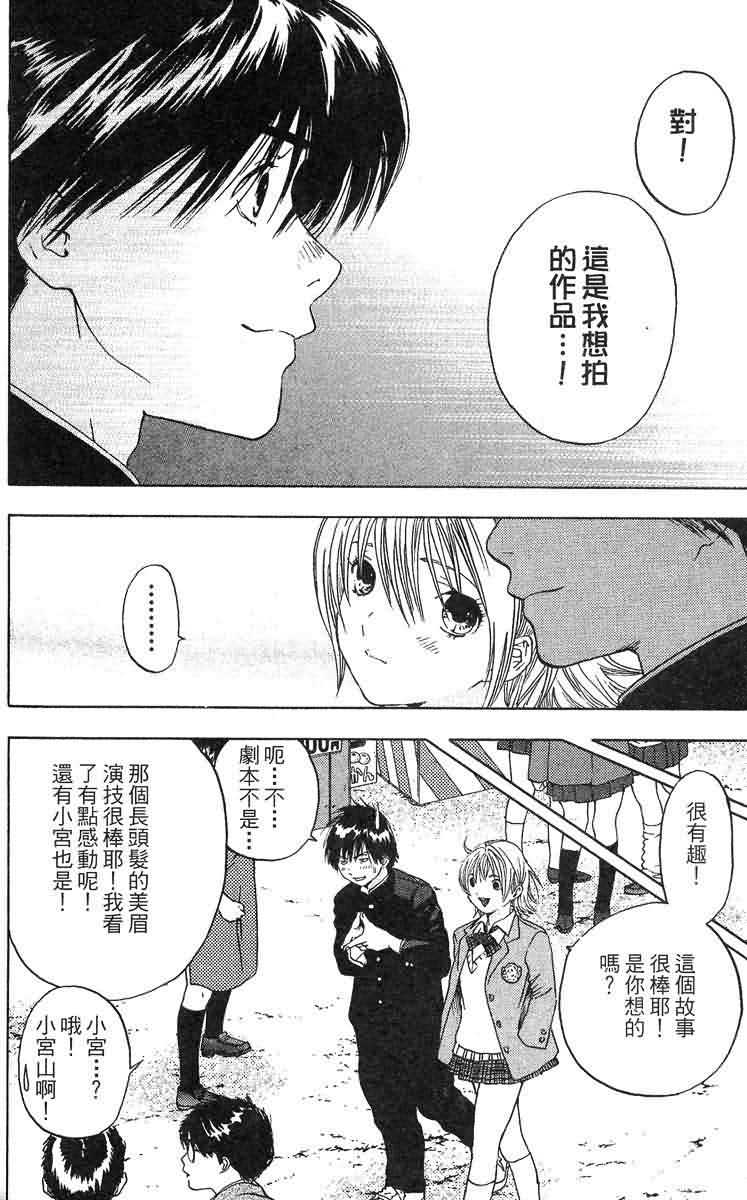 對！
這是我想拍
的作品…！
………
很有趣！
這個故事
很棒耶！
是你想的
嗎？
呃…不…
劇本不是…
那個長頭髮的美眉
演技很棒耶！我看
了有點感動呢！
還有小宮也是！
小宮…？
哦！
小宮山啊！
かん